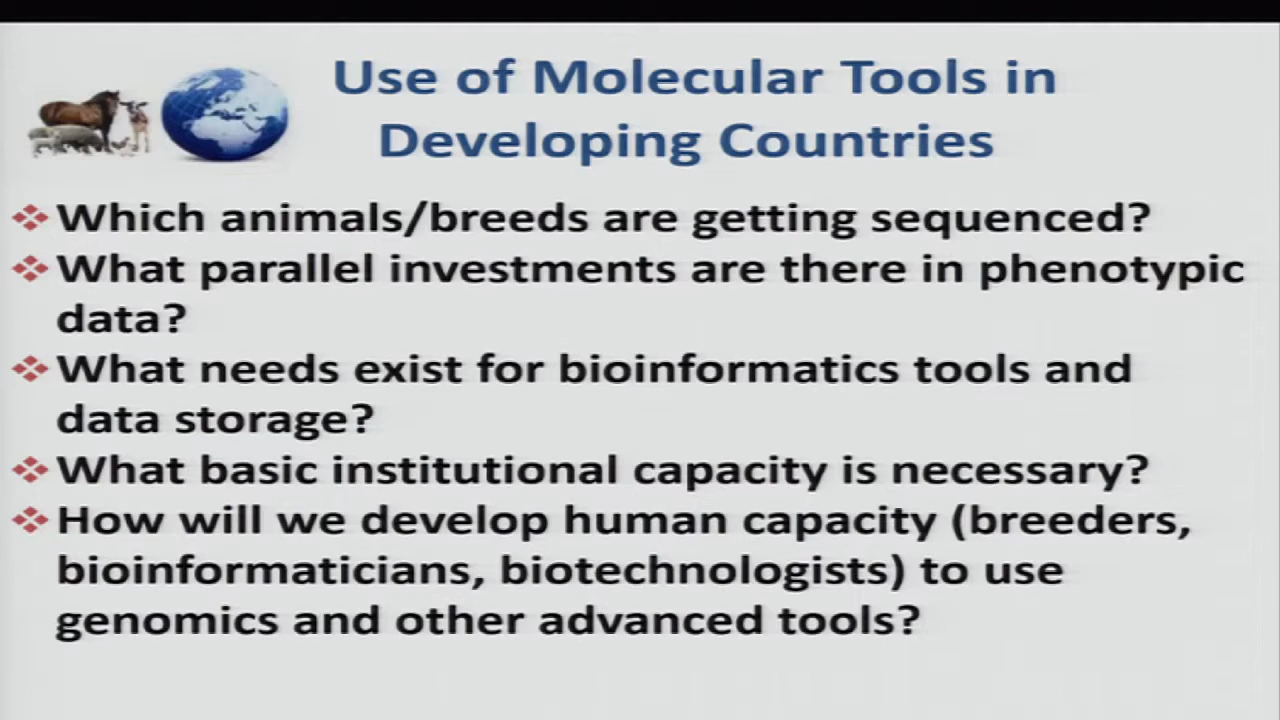 Use of Molecular Tools in
Developing Countries
Which animals/breeds are getting sequenced?
What parallel investments are there in phenotypic
data?
What needs exist for bioinformatics tools and
data storage?
What basic institutional capacity is necessary?
How will we develop human capacity (breeders,
bioinformaticians, biotechnologists) to use
genomics and other advanced tools?